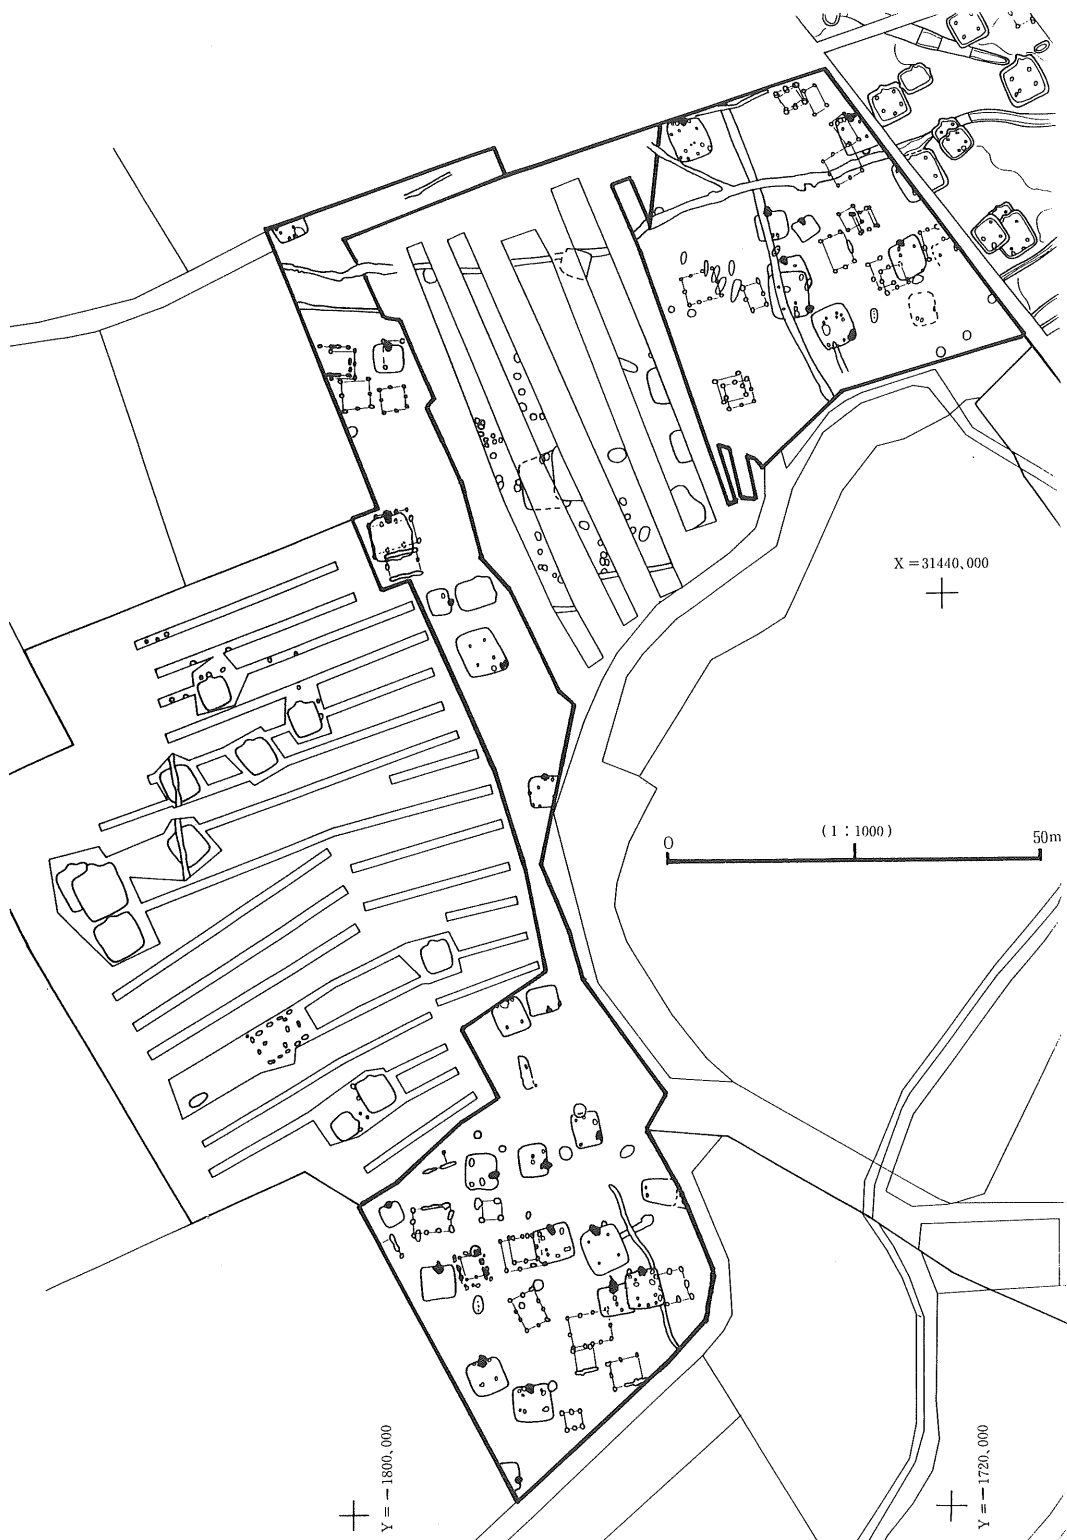 X = 31440,000
(1 : 1000)
0 50m
Y = －1800,000
Y = －1720,000